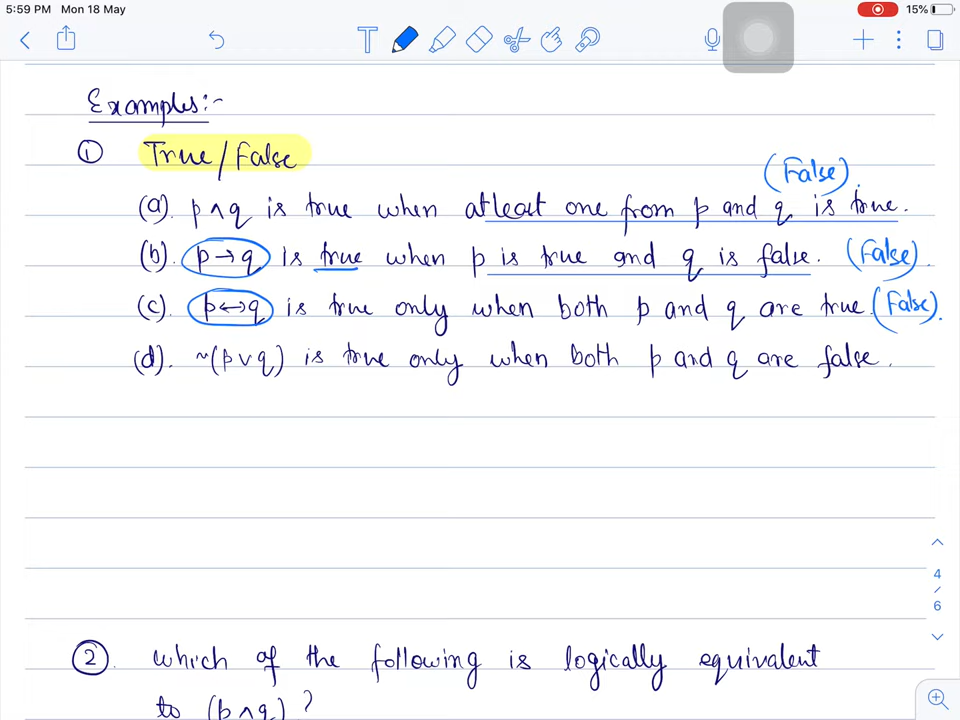 5:59 PM Mon 18 May
15%
T
Examples:-
① True/False
(False).
(a). p ∧ q is true when atleast one from p and q is true.
(b). p → q is true when p is true and q is false. (False).
(c). p ↔ q is true only when both p and q are true. (False).
(d). ~(p ∨ q) is true only when both p and q are false.
4
/
6
②. Which of the following is logically equivalent
to (p ∧ q) ?